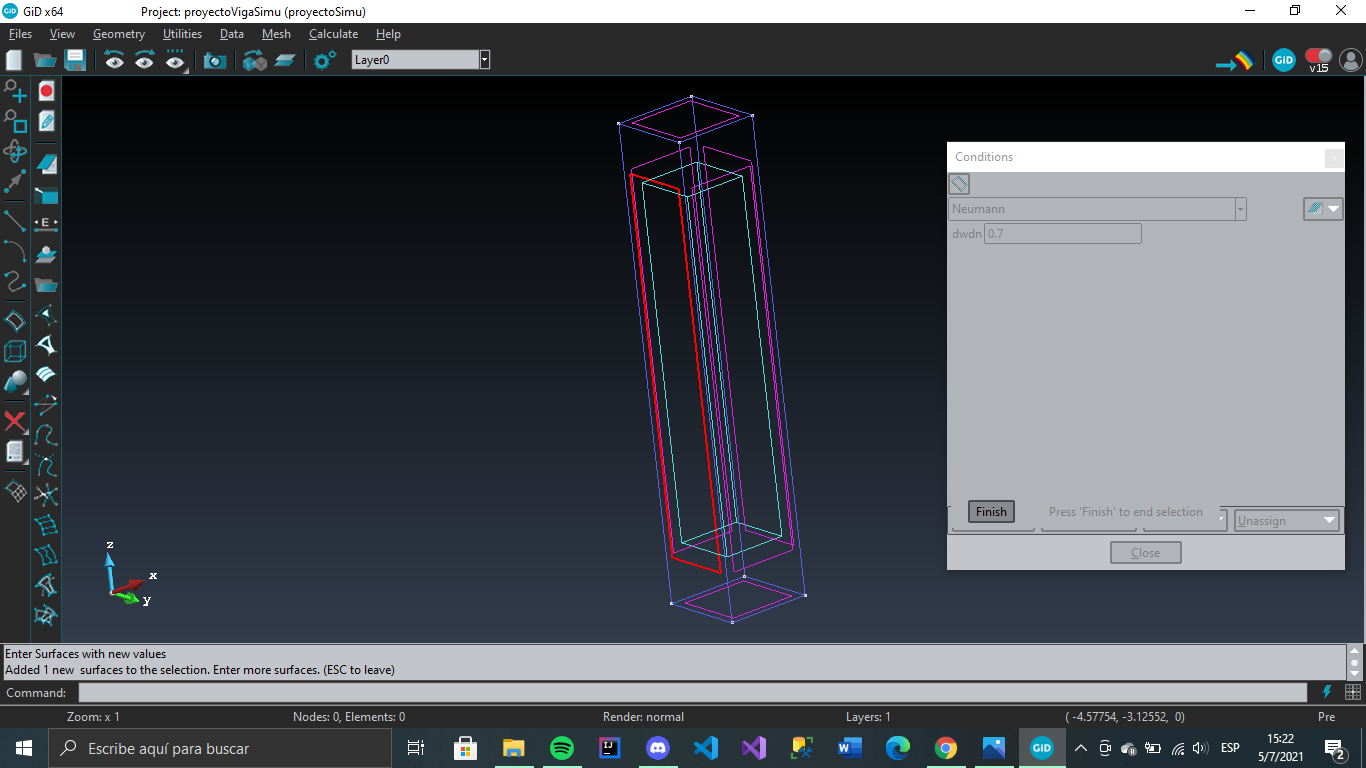 GiD x64 Project: proyectoVigaSimu (proyectoSimu)
Files View Geometry Utilities Data Mesh Calculate Help
Layer0
GiD
v15
Conditions
Neumann
dwdn 0.7
E
Finish Press 'Finish' to end selection
Unassign
Close
z
x
y
Enter Surfaces with new values
Added 1 new surfaces to the selection. Enter more surfaces. (ESC to leave)
Command:
Zoom: x 1 Nodes: 0, Elements: 0 Render: normal Layers: 1 ( -4.57754, -3.12552, 0) Pre
Escribe aquí para buscar
ESP
15:22
5/7/2021
2